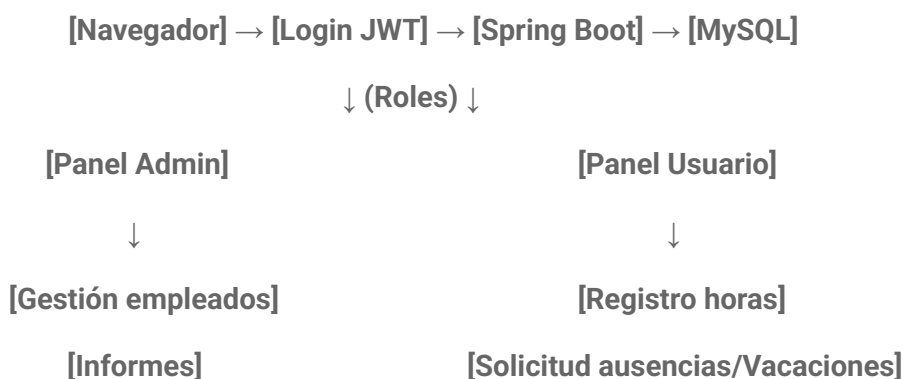 [Navegador] → [Login JWT] → [Spring Boot] → [MySQL]
↓ (Roles) ↓
[Panel Admin] [Panel Usuario]
↓ ↓
[Gestión empleados] [Registro horas]
[Informes] [Solicitud ausencias/Vacaciones]